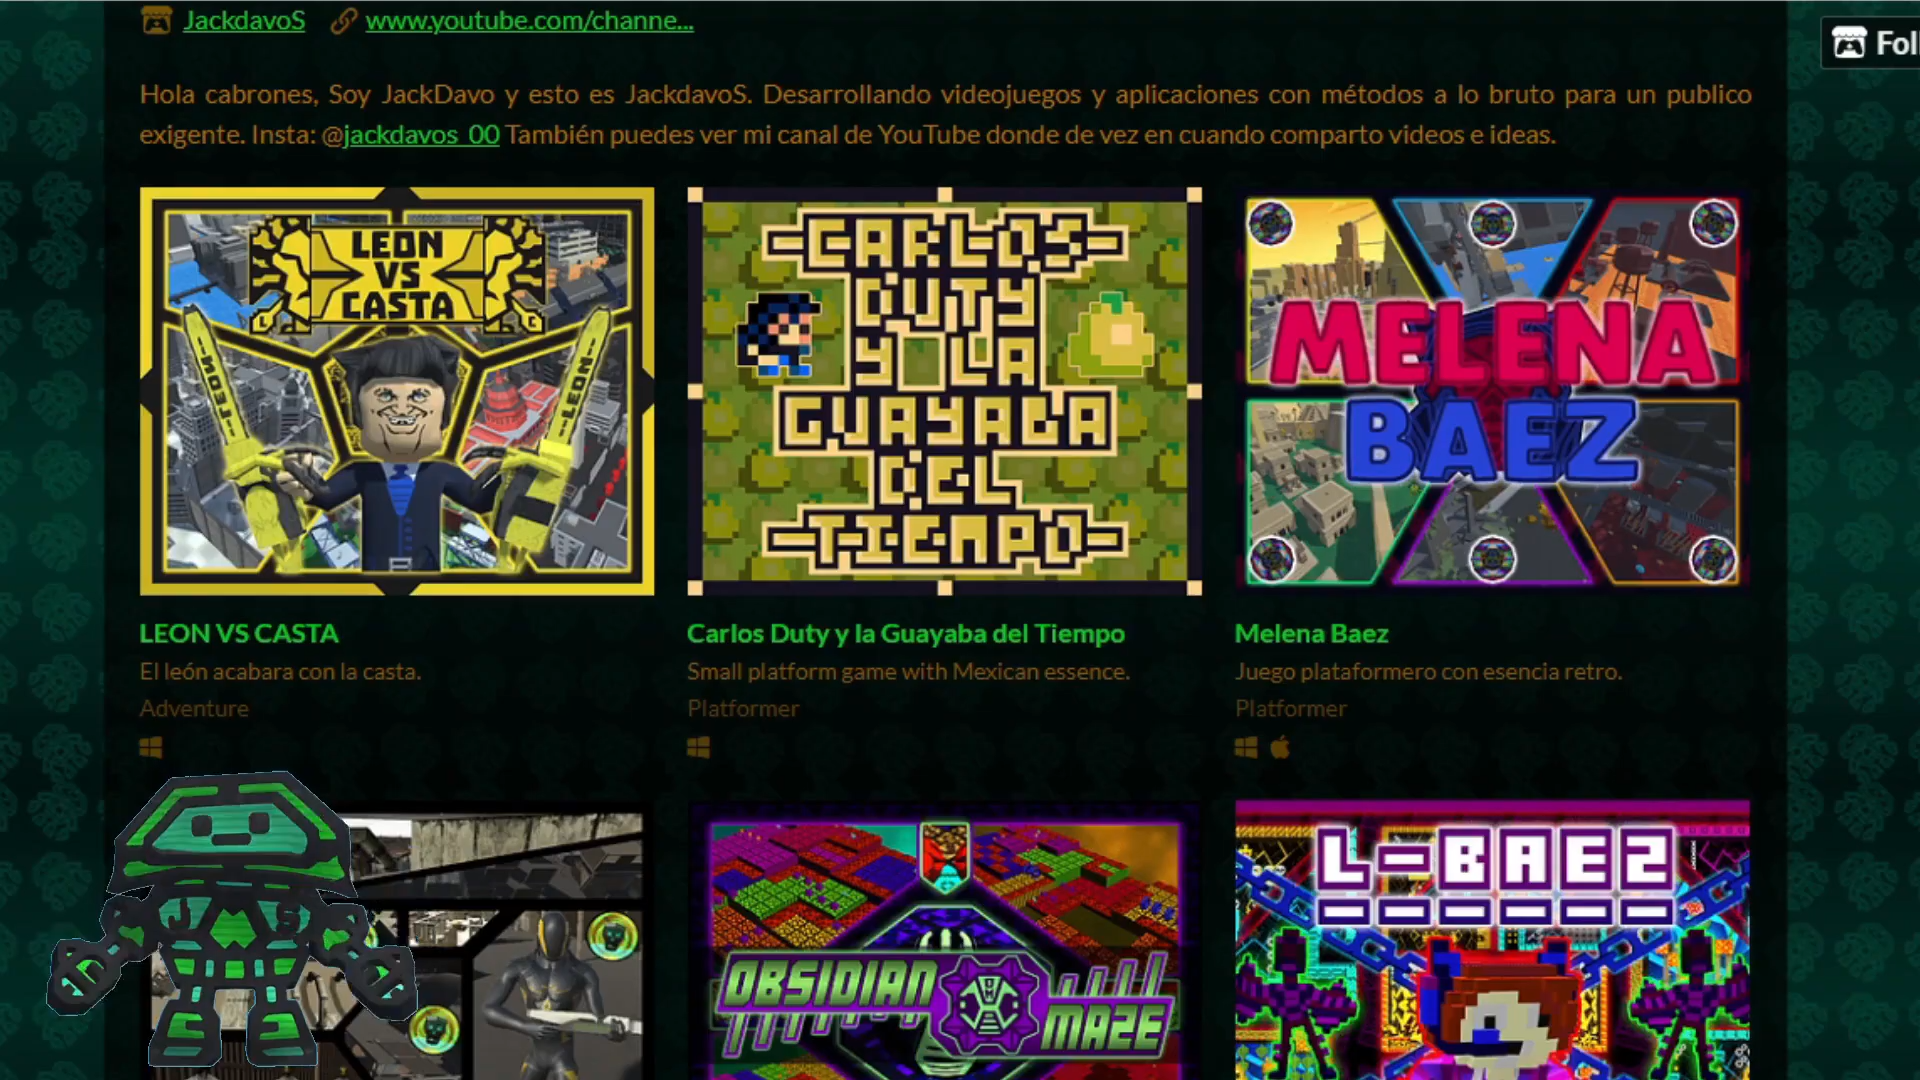 JackdavoS www.youtube.com/channe...
Foll
Hola cabrones, Soy JackDavo y esto es JackdavoS. Desarrollando videojuegos y aplicaciones con métodos a lo bruto para un publico
exigente. Insta: @jackdavos_00 También puedes ver mi canal de YouTube donde de vez en cuando comparto videos e ideas.
LEON
VS
CASTA
L C
CARLOS
DUTY
Y LA
GUAYABA
DEL
TIEMPO
MELENA
BAEZ
LEON VS CASTA
El león acabara con la casta.
Adventure
Carlos Duty y la Guayaba del Tiempo
Small platform game with Mexican essence.
Platformer
Melena Baez
Juego plataformero con esencia retro.
Platformer
J S
OBSIDIAN
MAZE
L-BAEZ